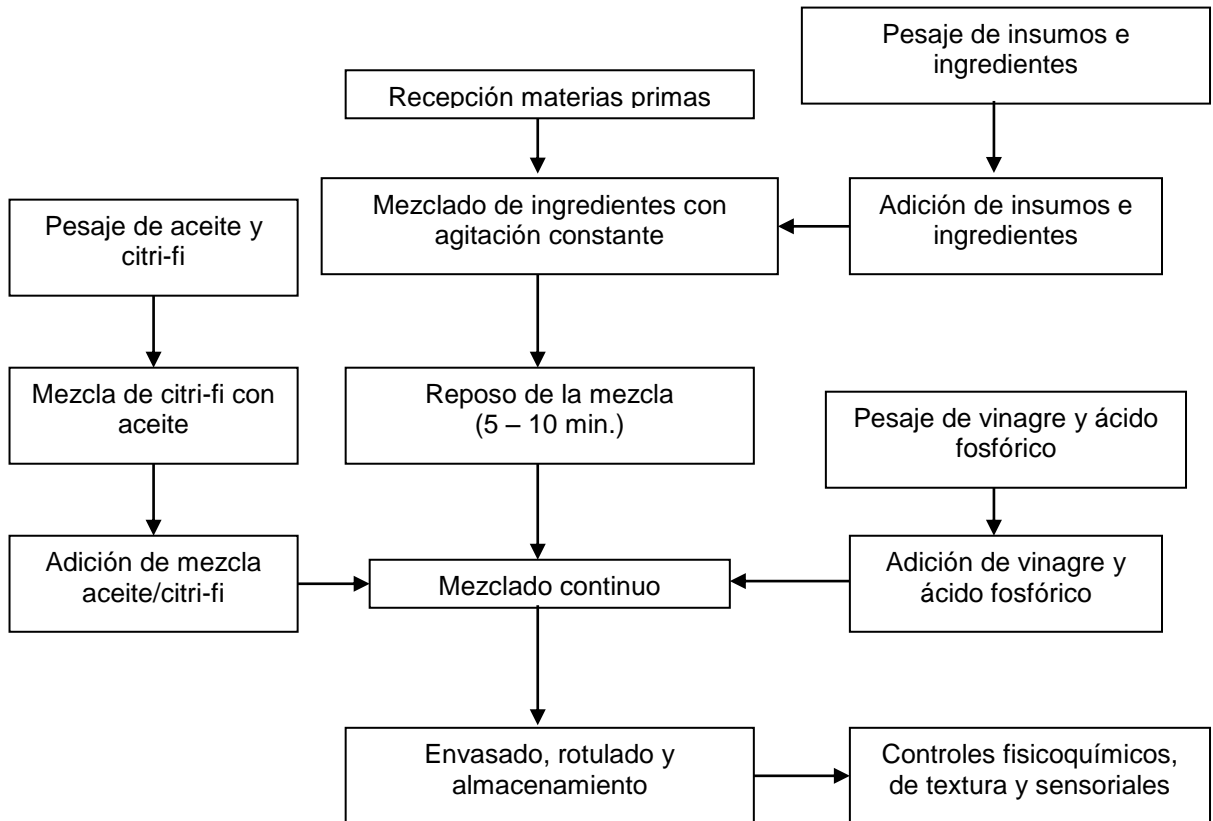 Pesaje de insumos e
ingredientes
Recepción materias primas
Mezclado de ingredientes con
agitación constante
Adición de insumos e
ingredientes
Pesaje de aceite y
citri-fi
Mezcla de citri-fi con
aceite
Reposo de la mezcla
(5 – 10 min.)
Pesaje de vinagre y ácido
fosfórico
Adición de mezcla
aceite/citri-fi
Mezclado continuo
Adición de vinagre y
ácido fosfórico
Envasado, rotulado y
almacenamiento
Controles fisicoquímicos,
de textura y sensoriales